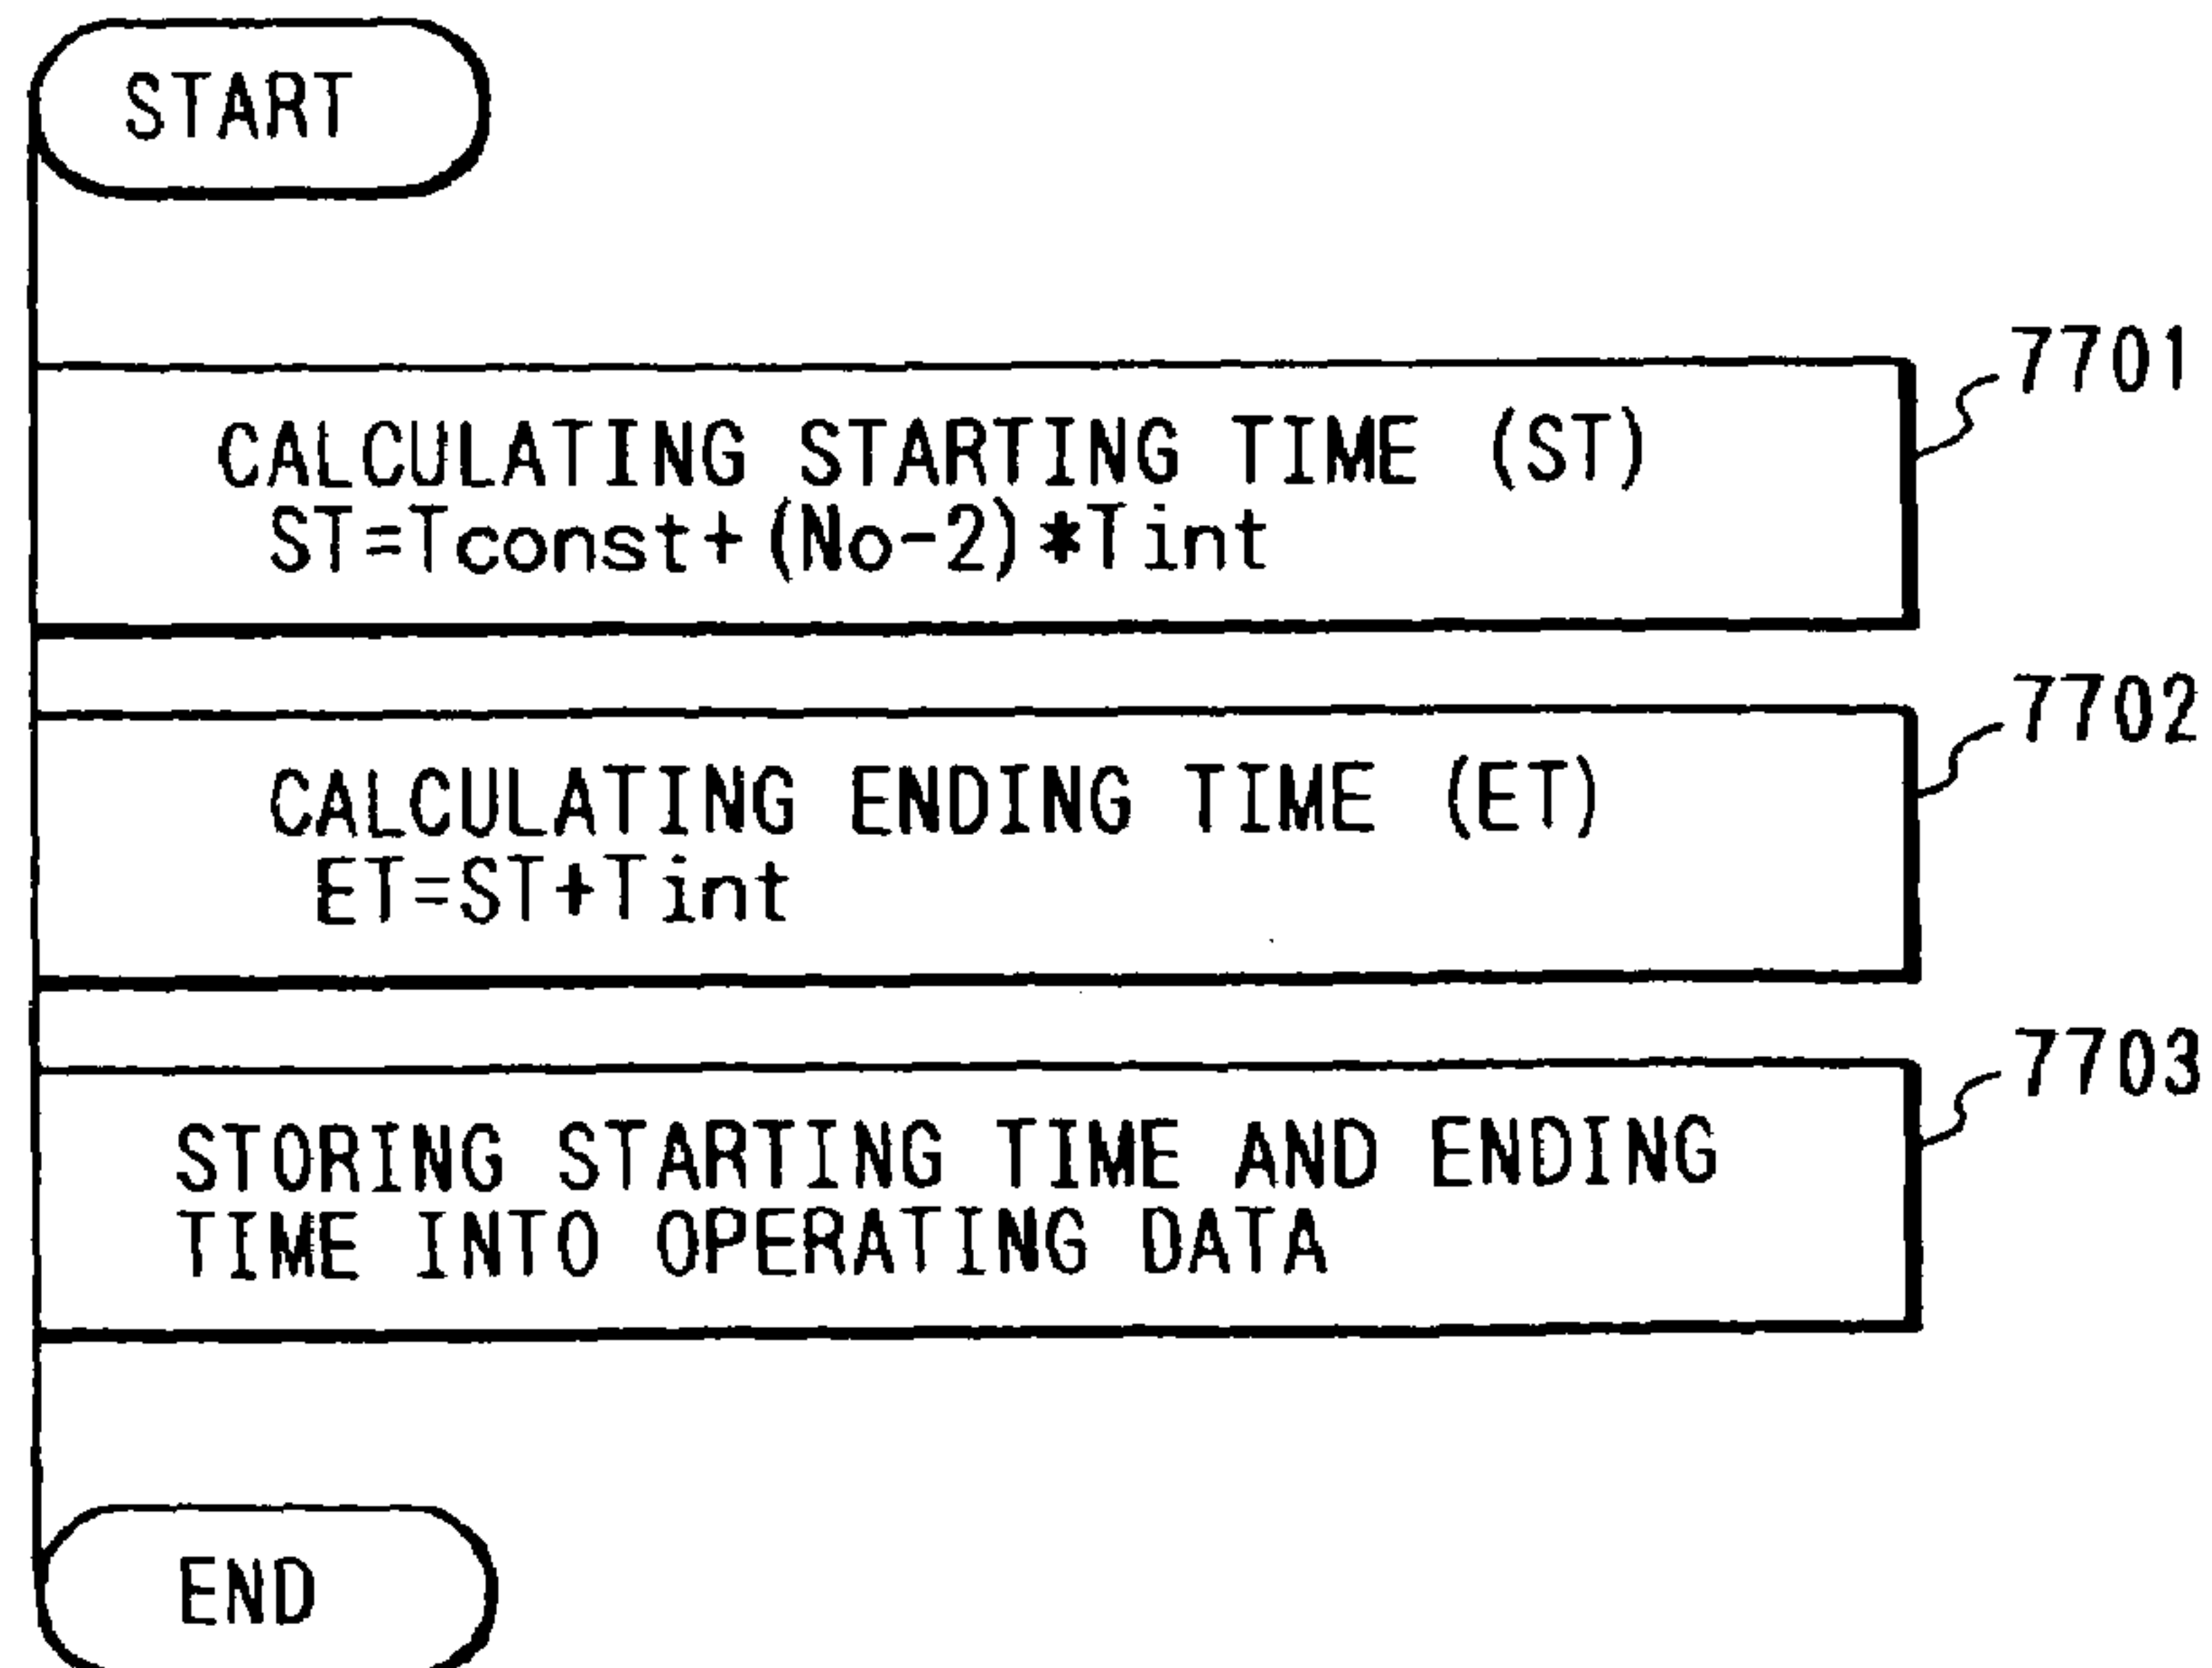 START
7701
CALCULATING STARTING TIME (ST)
ST=Tconst+(No-2)*Tint
7702
CALCULATING ENDING TIME (ET)
ET=ST+Tint
7703
STORING STARTING TIME AND ENDING
TIME INTO OPERATING DATA
END